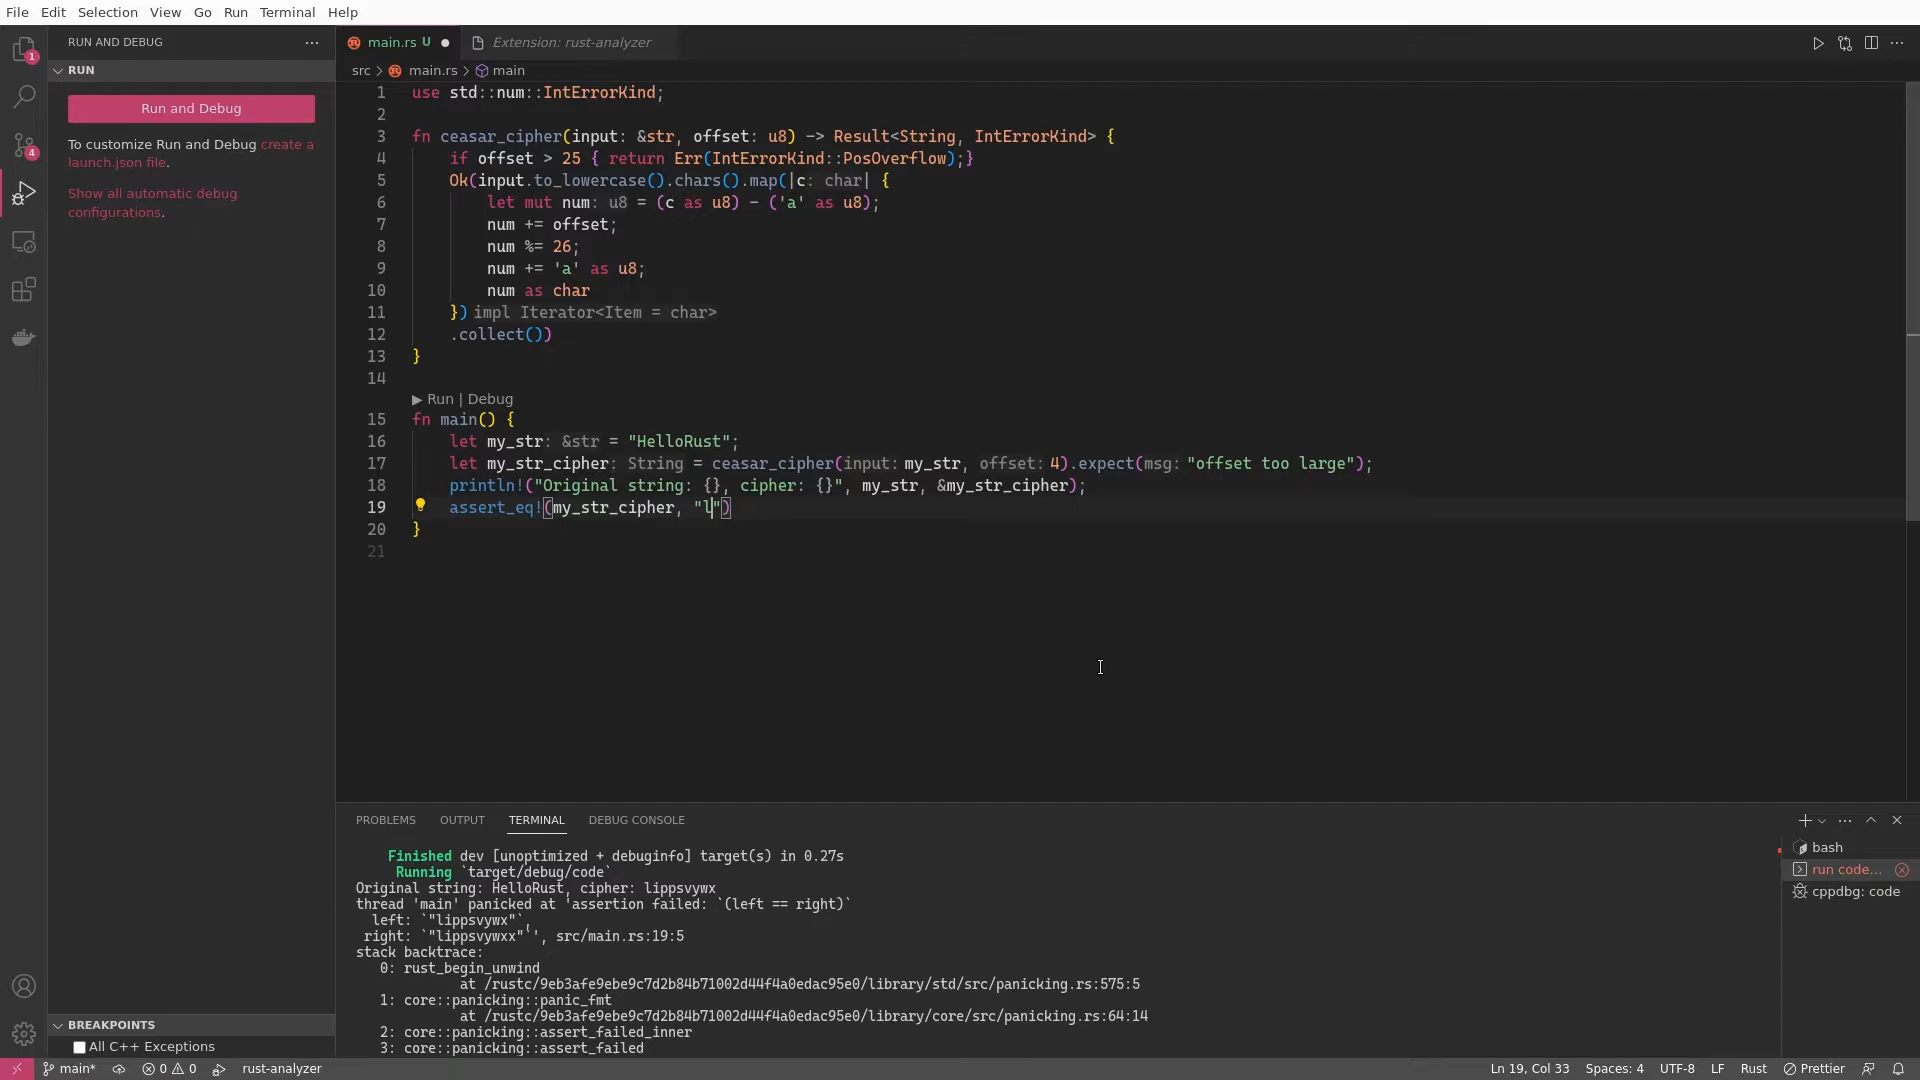 File Edit Selection View Go Run Terminal Help
RUN AND DEBUG ···
main.rs U ● Extension: rust-analyzer
RUN
src > main.rs > main
Run and Debug
To customize Run and Debug create a
launch.json file.
Show all automatic debug
configurations.
1
4
1 use std::num::IntErrorKind;
2
3 fn ceasar_cipher(input: &str, offset: u8) -> Result<String, IntErrorKind> {
4 if offset > 25 { return Err(IntErrorKind::PosOverflow);}
5 Ok(input.to_lowercase().chars().map(|c: char| {
6 let mut num: u8 = (c as u8) - ('a' as u8);
7 num += offset;
8 num %= 26;
9 num += 'a' as u8;
10 num as char
11 }) impl Iterator<Item = char>
12 .collect())
13 }
14
▶ Run | Debug
15 fn main() {
16 let my_str: &str = "HelloRust";
17 let my_str_cipher: String = ceasar_cipher(input: my_str, offset: 4).expect(msg: "offset too large");
18 println!("Original string: {}, cipher: {}", my_str, &my_str_cipher);
19 assert_eq!(my_str_cipher, "l")
20 }
21
PROBLEMS OUTPUT TERMINAL DEBUG CONSOLE
Finished dev [unoptimized + debuginfo] target(s) in 0.27s
Running `target/debug/code`
Original string: HelloRust, cipher: lippsvywx
thread 'main' panicked at 'assertion failed: `(left == right)`
left: `"lippsvywx"`,
right: `"lippsvywxx"`', src/main.rs:19:5
stack backtrace:
0: rust_begin_unwind
at /rustc/9eb3afe9ebe9c7d2b84b71002d44f4a0edac95e0/library/std/src/panicking.rs:575:5
1: core::panicking::panic_fmt
at /rustc/9eb3afe9ebe9c7d2b84b71002d44f4a0edac95e0/library/core/src/panicking.rs:64:14
2: core::panicking::assert_failed_inner
3: core::panicking::assert_failed
bash
run code...
cppdbg: code
BREAKPOINTS
All C++ Exceptions
main* 0 0 rust-analyzer Ln 19, Col 33 Spaces: 4 UTF-8 LF Rust Prettier